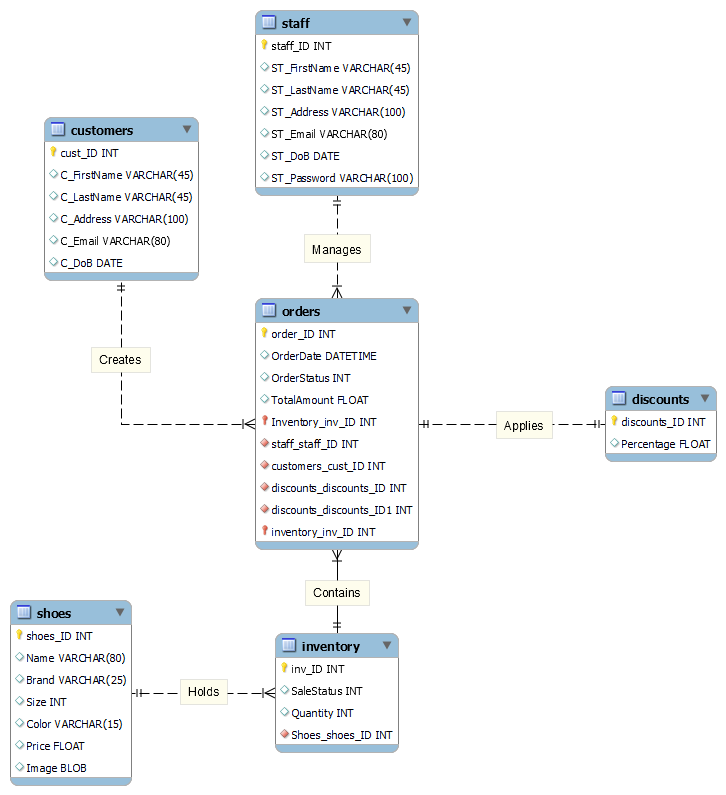 staff
staff_ID INT
ST_FirstName VARCHAR(45)
ST_LastName VARCHAR(45)
ST_Address VARCHAR(100)
ST_Email VARCHAR(80)
ST_DoB DATE
ST_Password VARCHAR(100)
customers
cust_ID INT
C_FirstName VARCHAR(45)
C_LastName VARCHAR(45)
C_Address VARCHAR(100)
C_Email VARCHAR(80)
C_DoB DATE
Manages
Creates
orders
order_ID INT
OrderDate DATETIME
OrderStatus INT
TotalAmount FLOAT
Inventory_inv_ID INT
staff_staff_ID INT
customers_cust_ID INT
discounts_discounts_ID INT
discounts_discounts_ID1 INT
inventory_inv_ID INT
Applies
discounts
discounts_ID INT
Percentage FLOAT
Contains
shoes
shoes_ID INT
Name VARCHAR(80)
Brand VARCHAR(25)
Size INT
Color VARCHAR(15)
Price FLOAT
Image BLOB
Holds
inventory
inv_ID INT
SaleStatus INT
Quantity INT
Shoes_shoes_ID INT